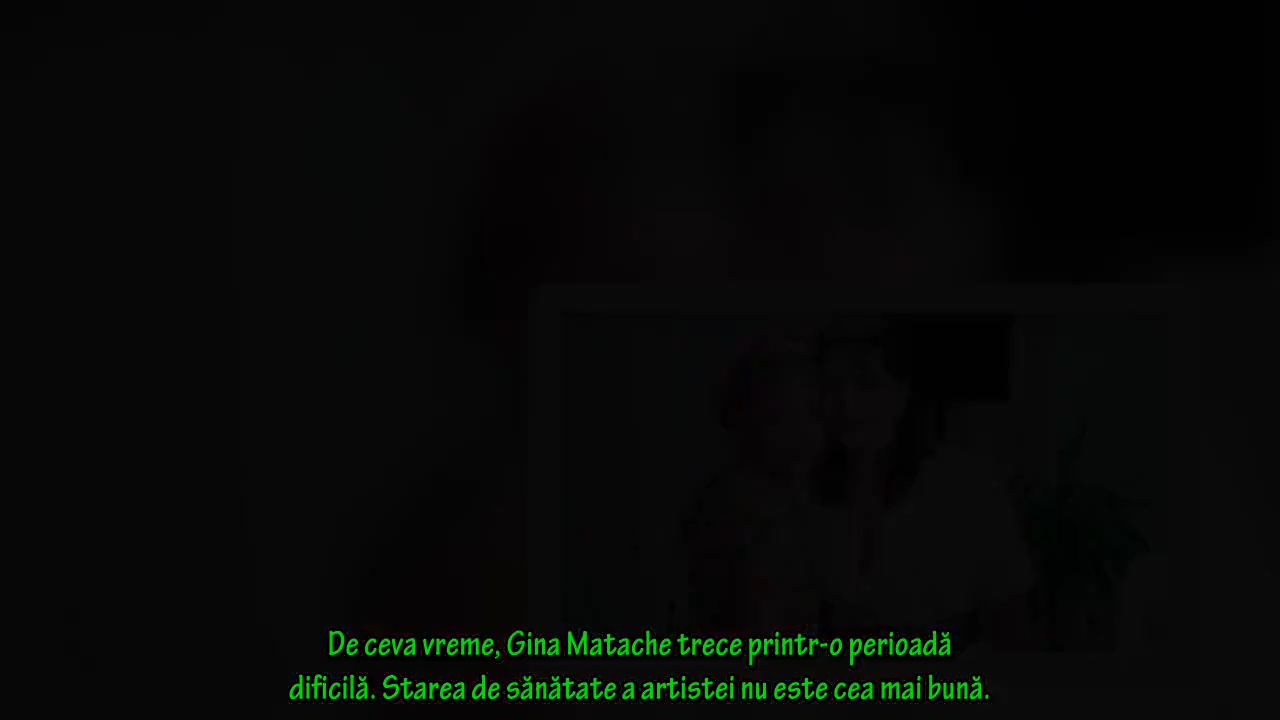 De ceva vreme, Gina Matache trece printr-o perioadă
dificilă. Starea de sănătate a artistei nu este cea mai bună.